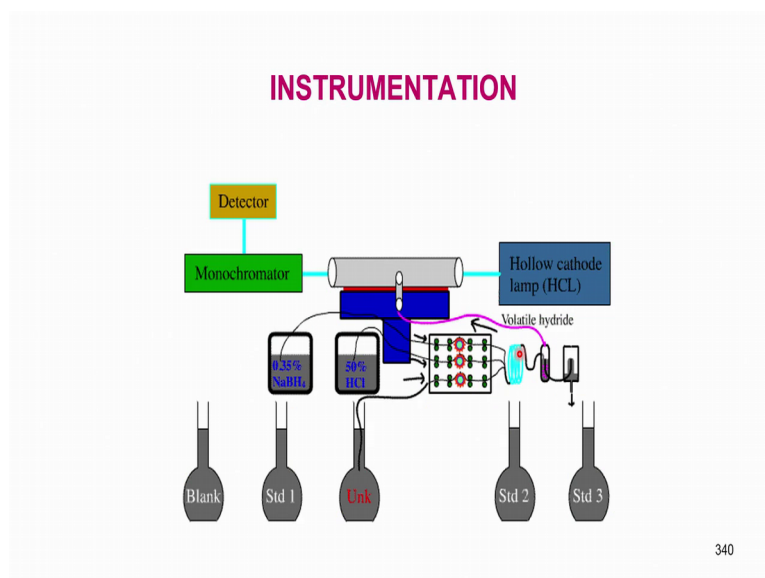 INSTRUMENTATION
Detector
Monochromator
Hollow cathode
lamp (HCL)
Volatile hydride
0.35%
NaBH₄
50%
HCl
Blank
Std 1
Unk
Std 2
Std 3
340